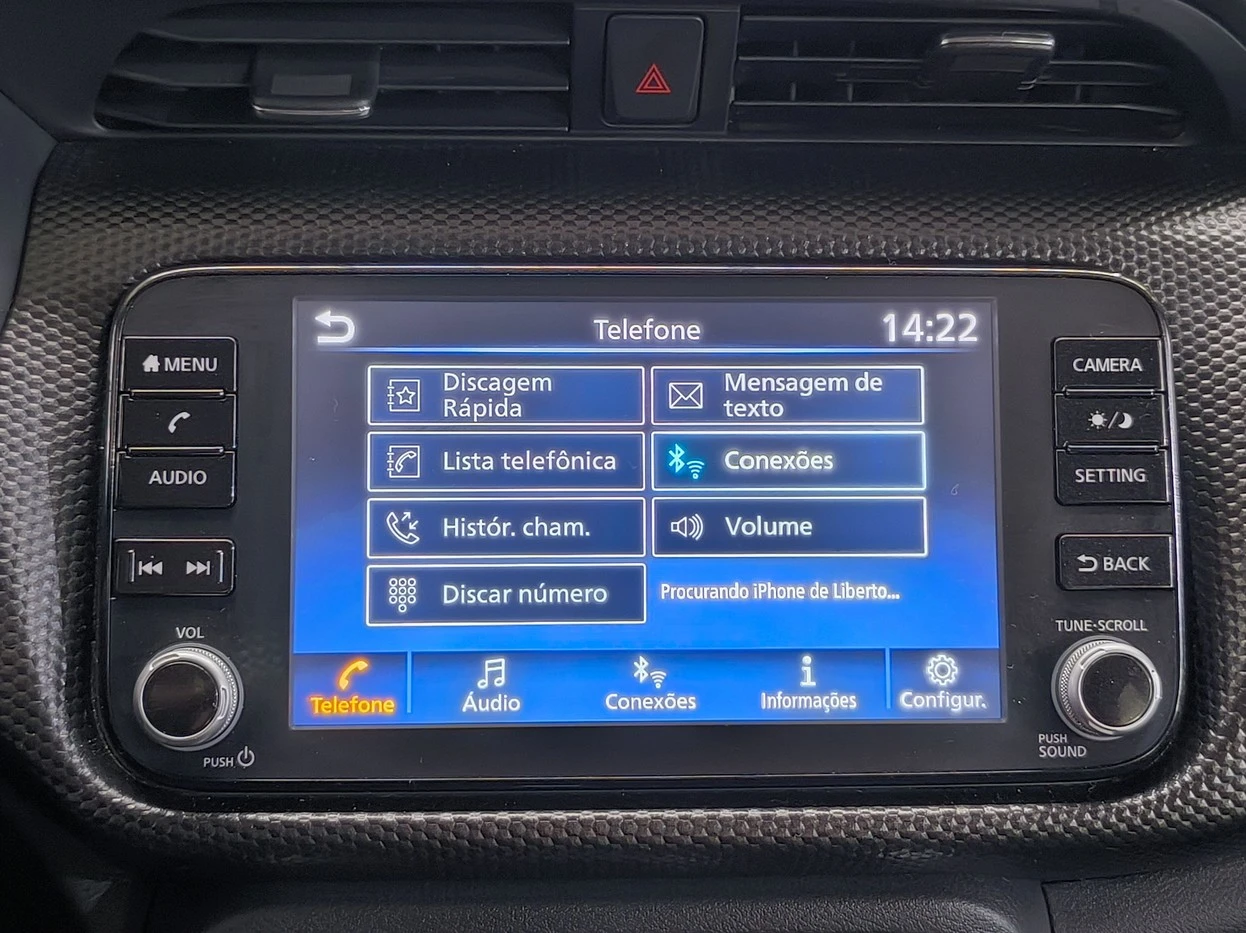 Telefone
14:22
MENU
AUDIO
VOL
PUSH
Discagem
Rápida
Mensagem de
texto
Lista telefônica
Conexões
Histór. cham.
Volume
Discar número
Procurando iPhone de Liberto...
Telefone
Áudio
Conexões
Informações
Configur.
CAMERA
SETTING
BACK
TUNE·SCROLL
PUSH
SOUND